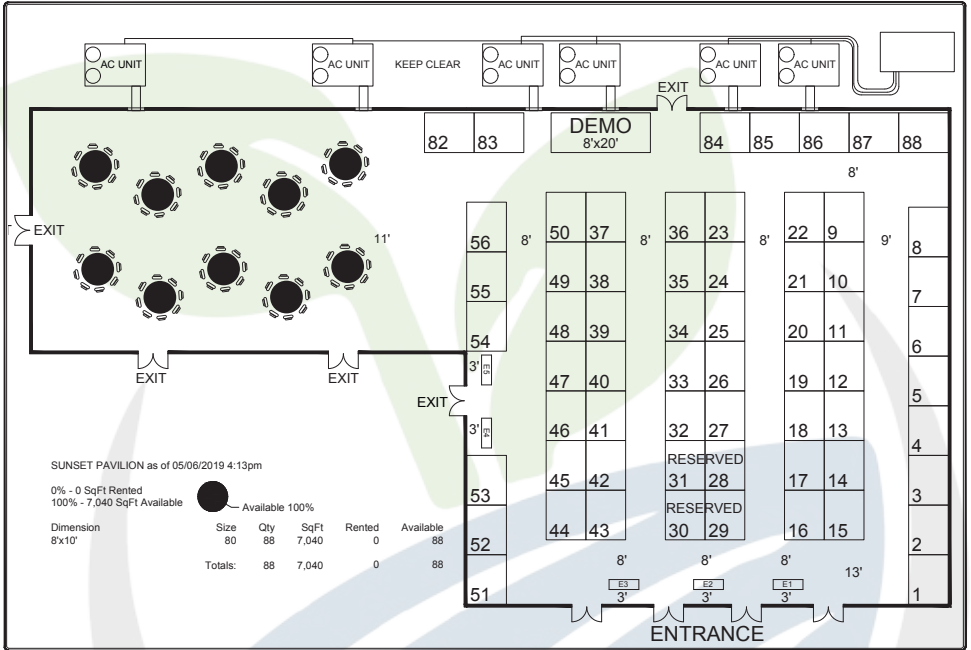 AC UNIT AC UNIT KEEP CLEAR AC UNIT AC UNIT AC UNIT AC UNIT
EXIT
82 83 DEMO 84 85 86 87 88
8'x20'
8'
EXIT
11'
56 8' 50 37 8' 36 23 8' 22 9 9' 8
55 49 38 35 24 21 10 7
54 48 39 34 25 20 11 6
EXIT EXIT
3' E5
47 40 33 26 19 12 5
EXIT
3' E4
46 41 32 27 18 13 4
RESERVED
53 45 42 31 28 17 14 3
RESERVED
52 44 43 30 29 16 15 2
8' 8' 8' 13'
51 E3 E2 E1 1
3' 3' 3'
ENTRANCE
SUNSET PAVILION as of 05/06/2019 4:13pm
0% - 0 SqFt Rented
100% - 7,040 SqFt Available
Available 100%
Dimension Size Qty SqFt Rented Available
8'x10' 80 88 7,040 0 88
Totals: 88 7,040 0 88